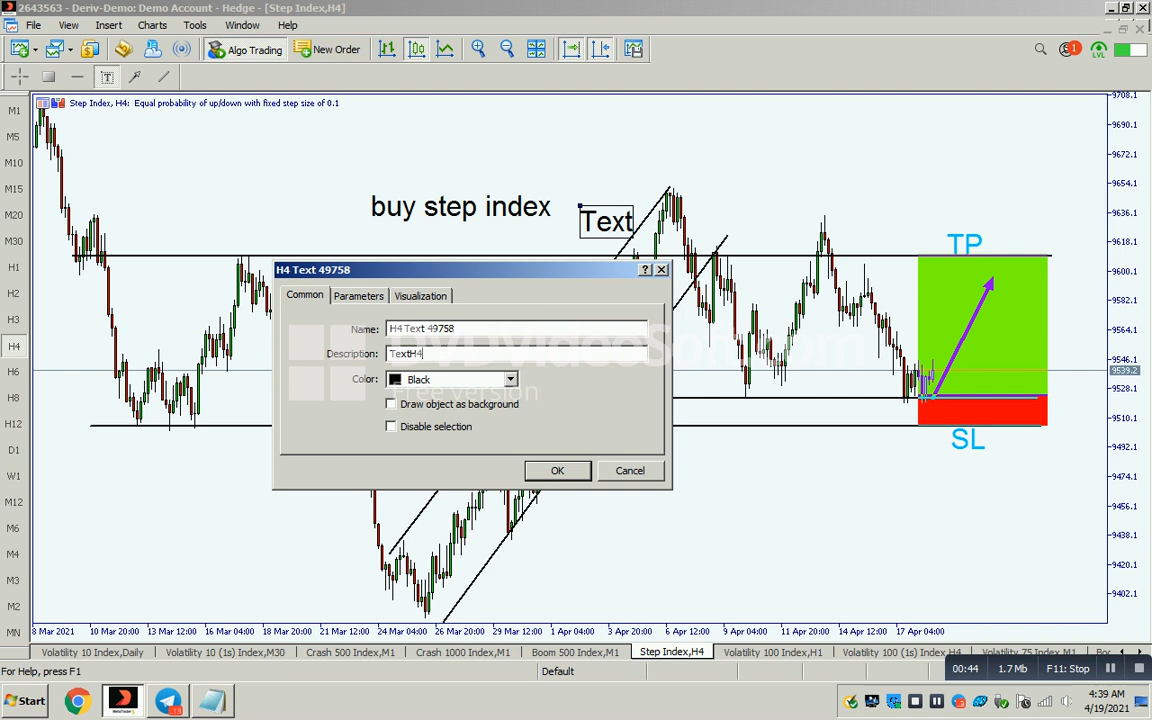 2643563 - Deriv-Demo: Demo Account - Hedge - [Step Index,H4]
File View Insert Charts Tools Window Help
Algo Trading New Order 1 LVL
T
Step Index, H4: Equal probability of up/down with fixed step size of 0.1
M1
M5
M10
M15
M20
M30
H1
H2
H3
H4
H6
H8
H12
D1
W1
M12
M6
M4
M3
M2
MN
buy step index
Text
TP
SL
H4 Text 49758
Common Parameters Visualization
Name: H4 Text 49758
Description: TextH4
Color: Black
Draw object as background
Disable selection
OK Cancel
DVDVideoSoft.com
Free version
9708.1
9690.1
9672.1
9654.1
9636.1
9618.1
9600.1
9582.1
9564.1
9546.1
9539.2
9528.1
9510.1
9492.1
9474.1
9456.1
9438.1
9420.1
9402.1
8 Mar 2021 10 Mar 20:00 13 Mar 12:00 16 Mar 04:00 18 Mar 20:00 21 Mar 12:00 24 Mar 04:00 26 Mar 20:00 29 Mar 12:00 1 Apr 04:00 3 Apr 20:00 6 Apr 12:00 9 Apr 04:00 11 Apr 20:00 14 Apr 12:00 17 Apr 04:00
Volatility 10 Index,Daily Volatility 10 (1s) Index,M30 Crash 500 Index,M1 Crash 1000 Index,M1 Boom 500 Index,M1 Step Index,H4 Volatility 100 Index,H1 Volatility 100 (1s) Index,H4 Volatility 75 Index,M1
For Help, press F1 Default
00:44 1.7 Mb F11: Stop
Start
4:39 AM
4/19/2021